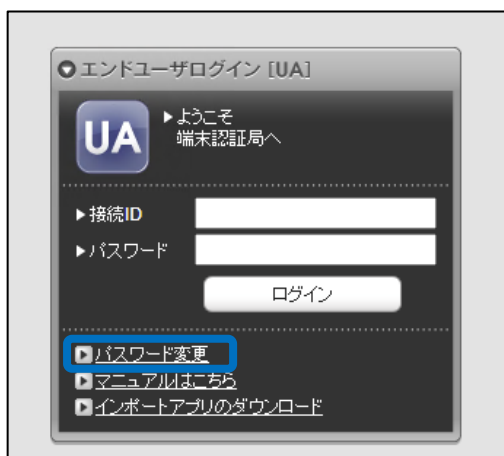 エンドユーザログイン [UA]
UA
ようこそ
端末認証局へ
接続ID
パスワード
ログイン
パスワード変更
マニュアルはこちら
インポートアプリのダウンロード